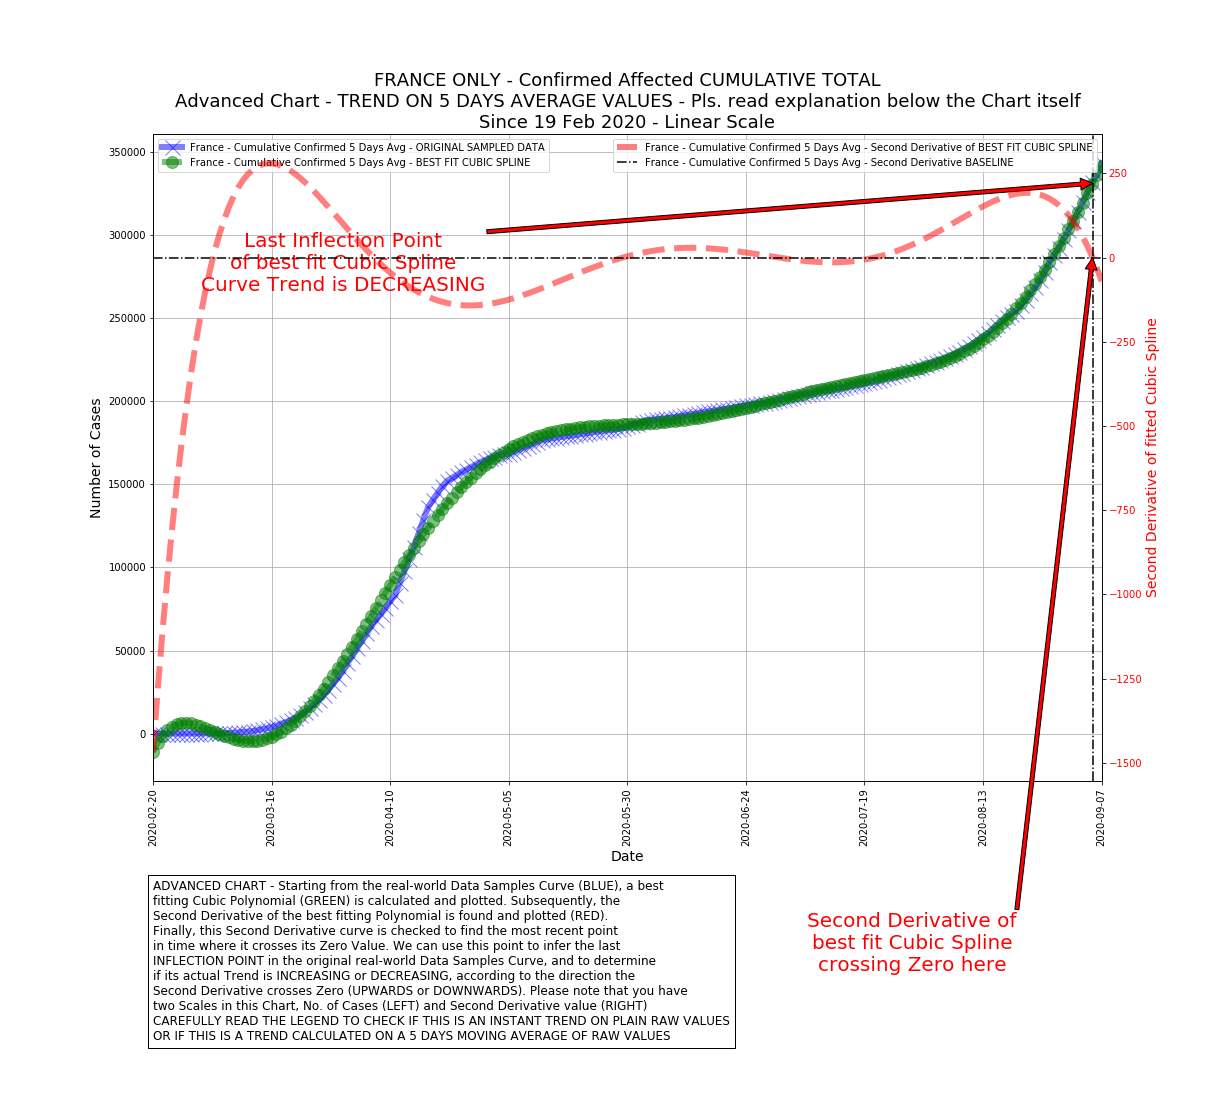 FRANCE ONLY - Confirmed Affected CUMULATIVE TOTAL
Advanced Chart - TREND ON 5 DAYS AVERAGE VALUES - Pls. read explanation below the Chart itself
Since 19 Feb 2020 - Linear Scale
France - Cumulative Confirmed 5 Days Avg - ORIGINAL SAMPLED DATA
France - Cumulative Confirmed 5 Days Avg - BEST FIT CUBIC SPLINE
France - Cumulative Confirmed 5 Days Avg - Second Derivative of BEST FIT CUBIC SPLINE
France - Cumulative Confirmed 5 Days Avg - Second Derivative BASELINE
350000
300000
250000
200000
150000
100000
50000
0
Number of Cases
Last Inflection Point
of best fit Cubic Spline
Curve Trend is DECREASING
250
0
−250
−500
−750
−1000
−1250
−1500
Second Derivative of fitted Cubic Spline
2020-02-20
2020-03-16
2020-04-10
2020-05-05
2020-05-30
2020-06-24
2020-07-19
2020-08-13
2020-09-07
Date
ADVANCED CHART - Starting from the real-world Data Samples Curve (BLUE), a best
fitting Cubic Polynomial (GREEN) is calculated and plotted. Subsequently, the
Second Derivative of the best fitting Polynomial is found and plotted (RED).
Finally, this Second Derivative curve is checked to find the most recent point
in time where it crosses its Zero Value. We can use this point to infer the last
INFLECTION POINT in the original real-world Data Samples Curve, and to determine
if its actual Trend is INCREASING or DECREASING, according to the direction the
Second Derivative crosses Zero (UPWARDS or DOWNWARDS). Please note that you have
two Scales in this Chart, No. of Cases (LEFT) and Second Derivative value (RIGHT)
CAREFULLY READ THE LEGEND TO CHECK IF THIS IS AN INSTANT TREND ON PLAIN RAW VALUES
OR IF THIS IS A TREND CALCULATED ON A 5 DAYS MOVING AVERAGE OF RAW VALUES
Second Derivative of
best fit Cubic Spline
crossing Zero here